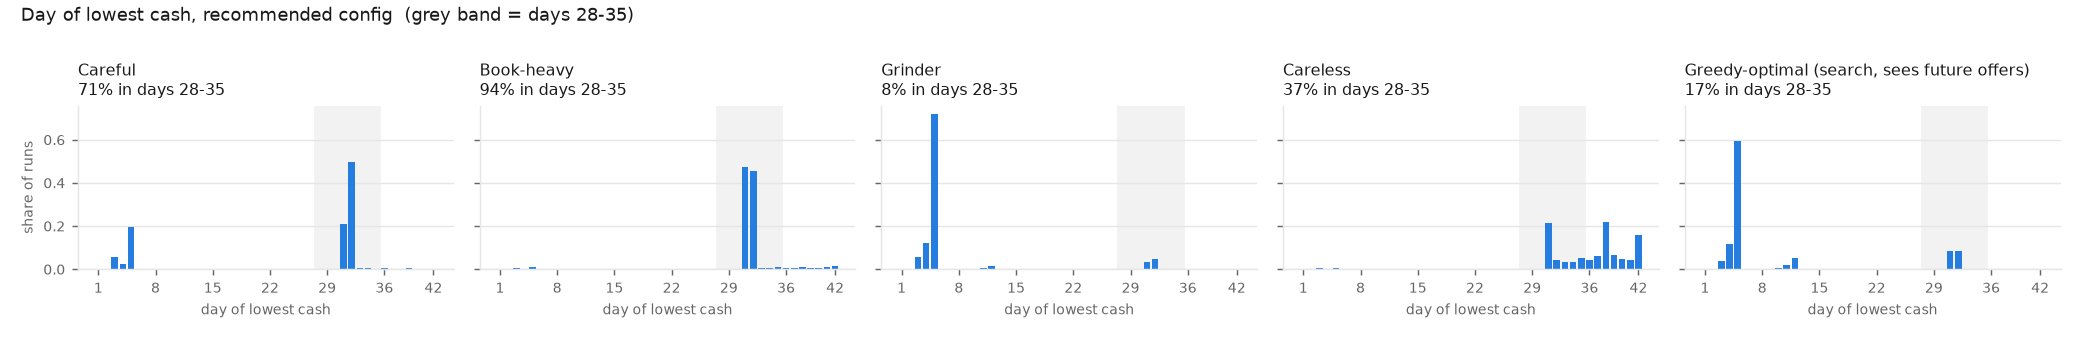 Day of lowest cash, recommended config  (grey band = days 28-35)
Careful
71% in days 28-35
Book-heavy
94% in days 28-35
Grinder
8% in days 28-35
Careless
37% in days 28-35
Greedy-optimal (search, sees future offers)
17% in days 28-35
share of runs
0.6
0.4
0.2
0.0
1 8 15 22 29 36 42
1 8 15 22 29 36 42
1 8 15 22 29 36 42
1 8 15 22 29 36 42
1 8 15 22 29 36 42
day of lowest cash
day of lowest cash
day of lowest cash
day of lowest cash
day of lowest cash